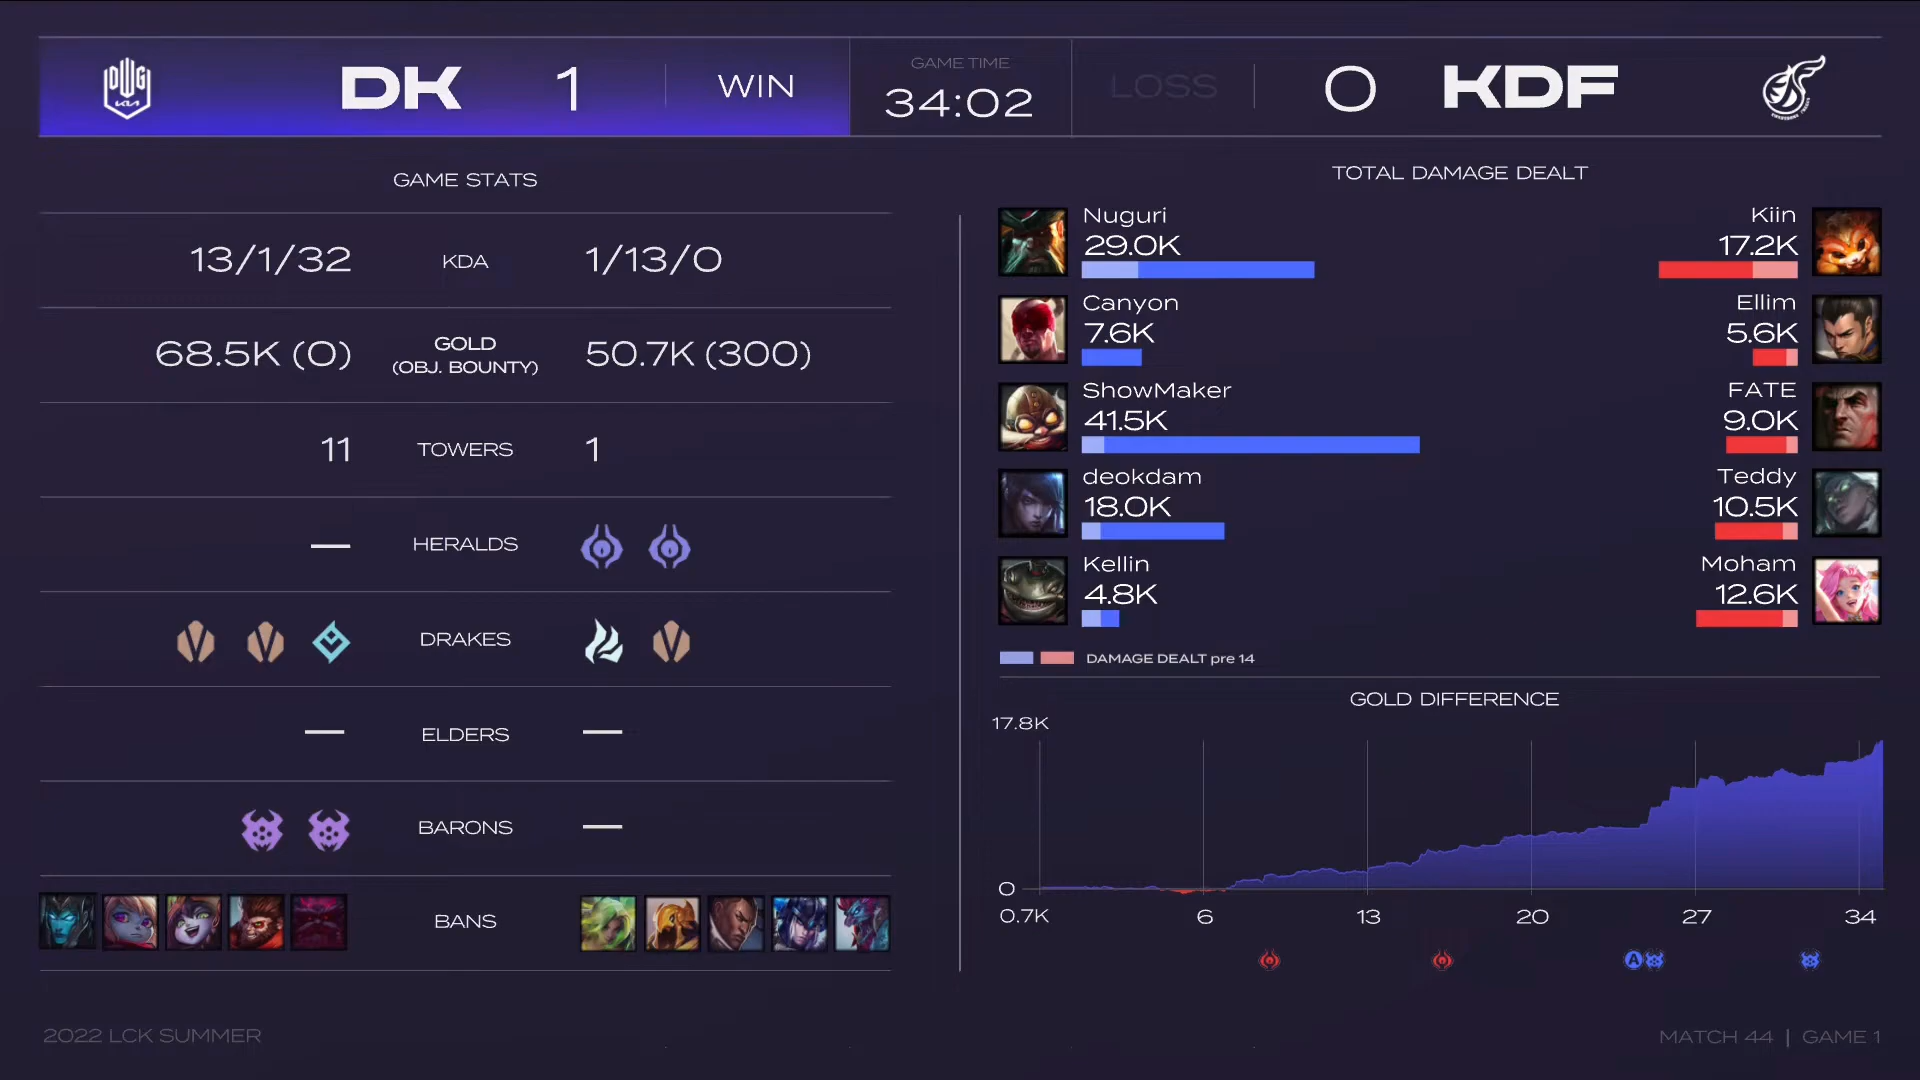 DWG
KIA
DK 1 WIN
GAME TIME
34:02
LOSS 0 KDF
GAME STATS
13/1/32 KDA 1/13/0
68.5K (0) GOLD (OBJ. BOUNTY) 50.7K (300)
11 TOWERS 1
HERALDS
DRAKES
ELDERS
BARONS
BANS
TOTAL DAMAGE DEALT
Nuguri
29.0K
Kiin
17.2K
Canyon
7.6K
Ellim
5.6K
ShowMaker
41.5K
FATE
9.0K
deokdam
18.0K
Teddy
10.5K
Kellin
4.8K
Moham
12.6K
DAMAGE DEALT pre 14
GOLD DIFFERENCE
17.8K
0
0.7K 6 13 20 27 34
A
2022 LCK SUMMER
MATCH 44 | GAME 1